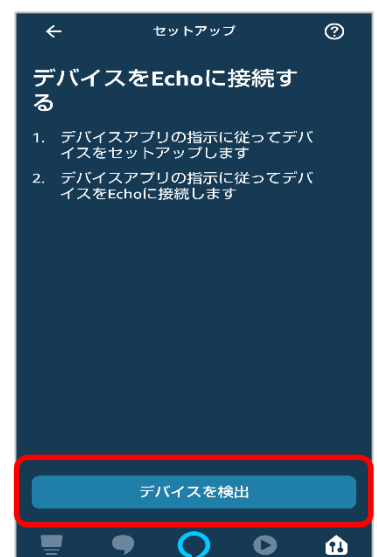 セットアップ
デバイスをEchoに接続す
る
1. デバイスアプリの指示に従ってデバ
イスをセットアップします
2. デバイスアプリの指示に従ってデバ
イスをEchoに接続します
デバイスを検出